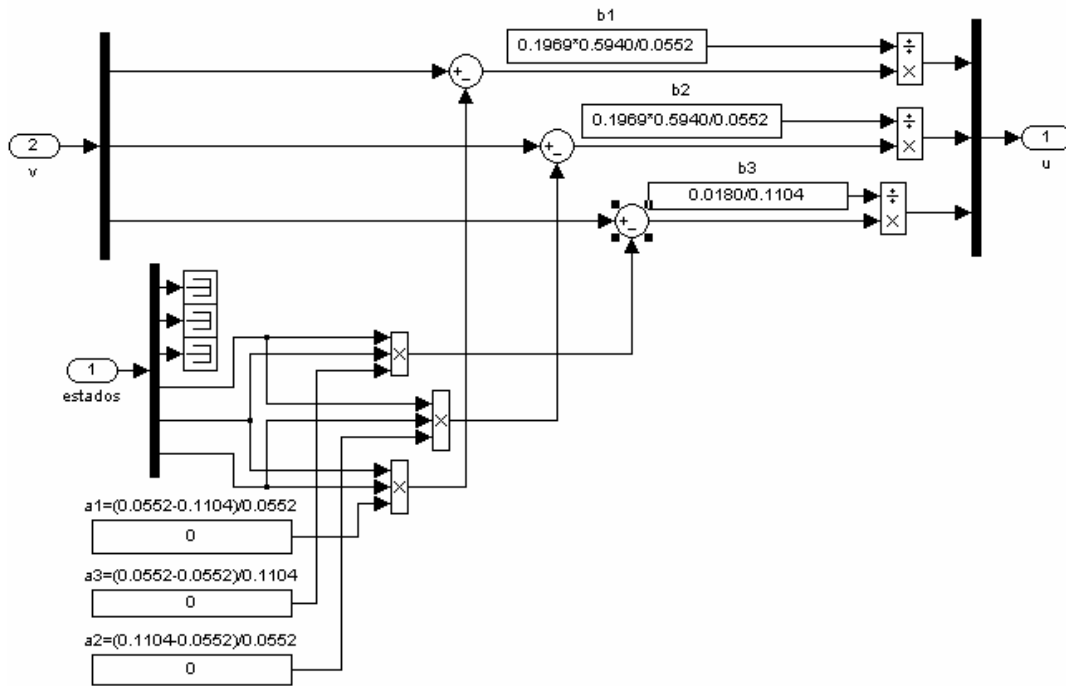 b1
0.1969*0.5940/0.0552
÷
×
+
−
b2
0.1969*0.5940/0.0552
÷
×
2
v
+
−
1
u
b3
0.0180/0.1104
÷
×
+
−
×
1
estados
×
×
a1=(0.0552-0.1104)/0.0552
0
a3=(0.0552-0.0552)/0.1104
0
a2=(0.1104-0.0552)/0.0552
0